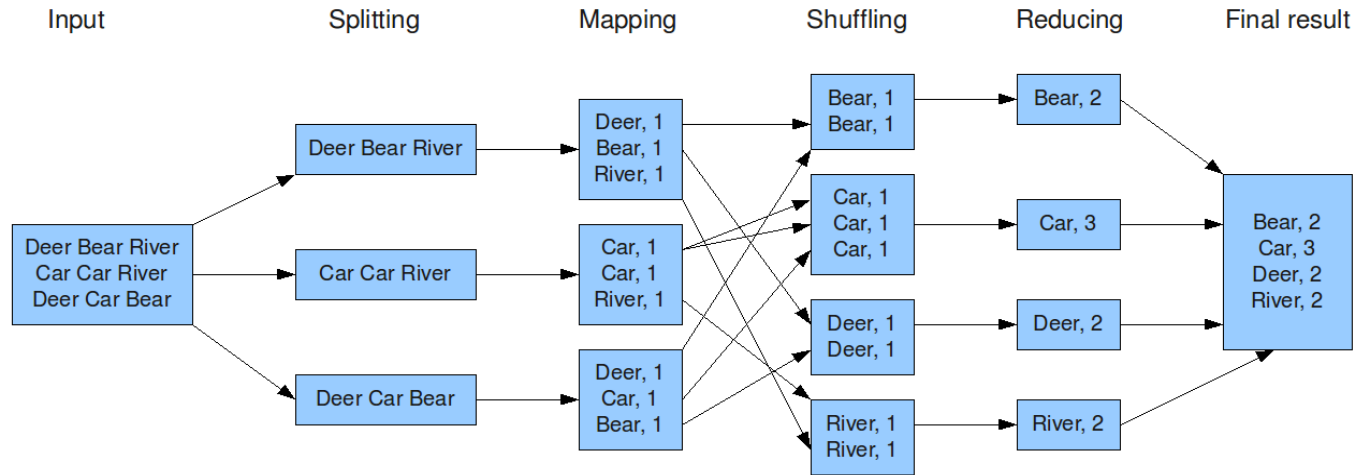 Input
Splitting
Mapping
Shuffling
Reducing
Final result
Deer Bear River
Car Car River
Deer Car Bear
Deer Bear River
Car Car River
Deer Car Bear
Deer, 1
Bear, 1
River, 1
Car, 1
Car, 1
River, 1
Deer, 1
Car, 1
Bear, 1
Bear, 1
Bear, 1
Car, 1
Car, 1
Car, 1
Deer, 1
Deer, 1
River, 1
River, 1
Bear, 2
Car, 3
Deer, 2
River, 2
Bear, 2
Car, 3
Deer, 2
River, 2